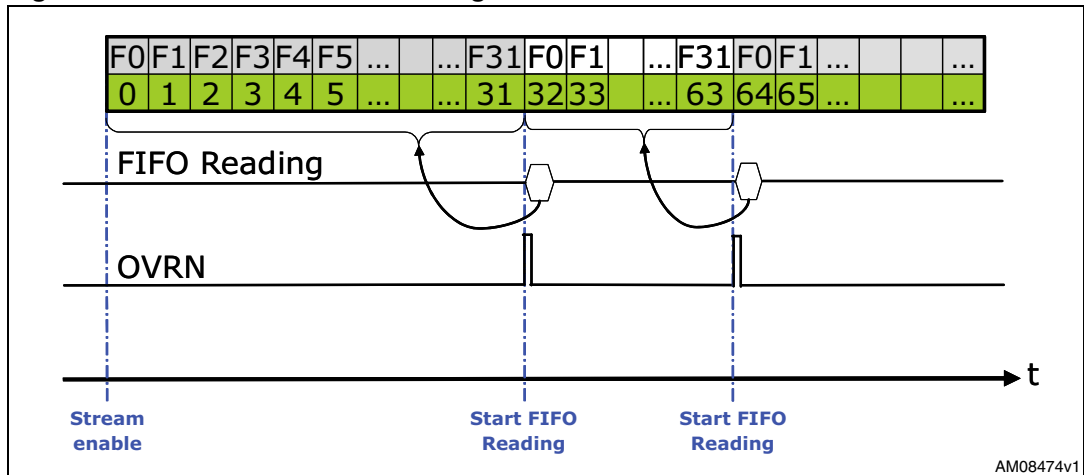 F0 F1 F2 F3 F4 F5 ... ... F31 F0 F1 ... F31 F0 F1 ... ...
0 1 2 3 4 5 ... ... 31 32 33 ... 63 64 65 ... ...
FIFO Reading
OVRN
t
Stream enable
Start FIFO Reading
Start FIFO Reading
AM08474v1